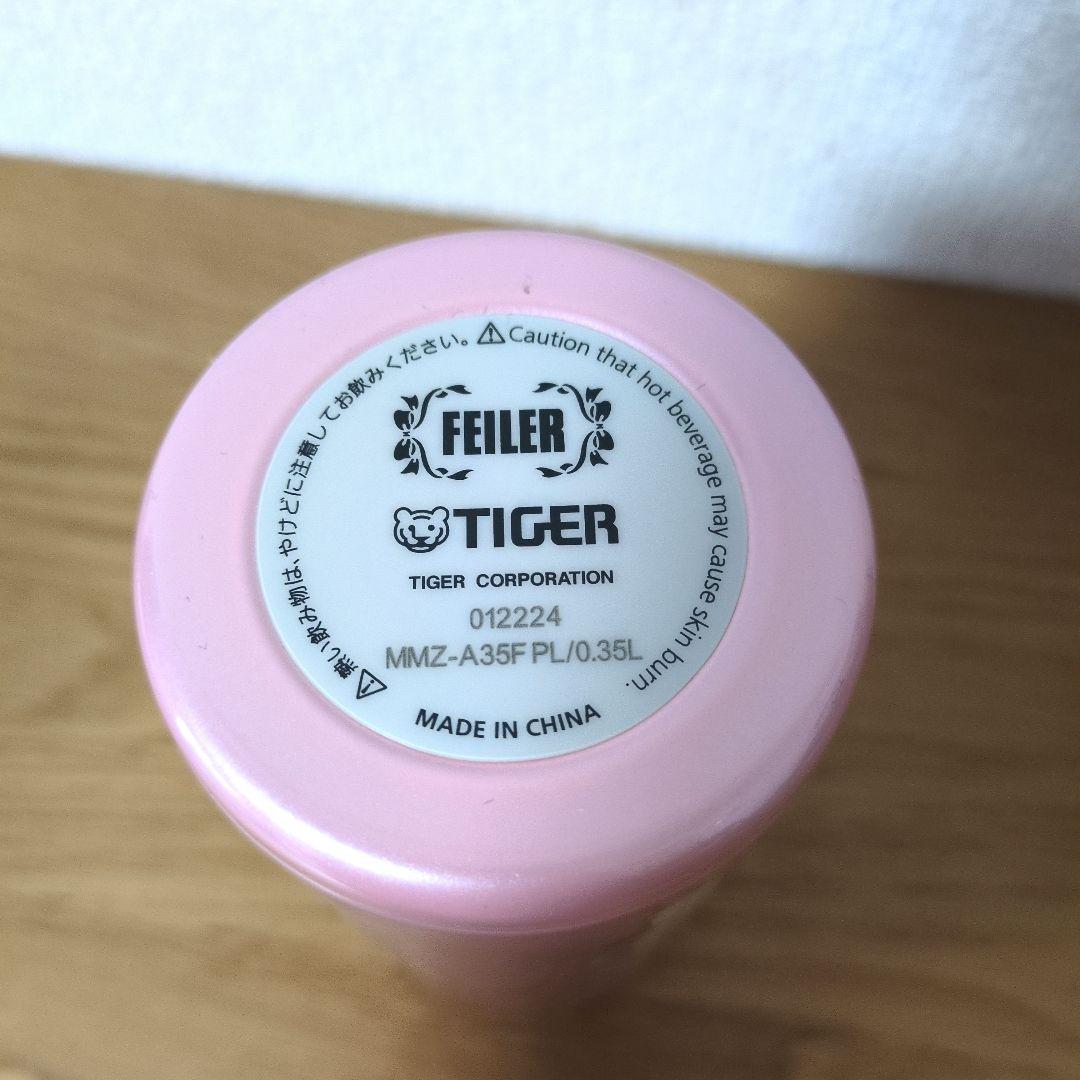 ⚠熱い飲み物は、やけどに注意してお飲みください。
⚠Caution that hot beverage may cause skin burn.
FEILER
TIGER
TIGER CORPORATION
012224
MMZ-A35F PL/0.35L
MADE IN CHINA